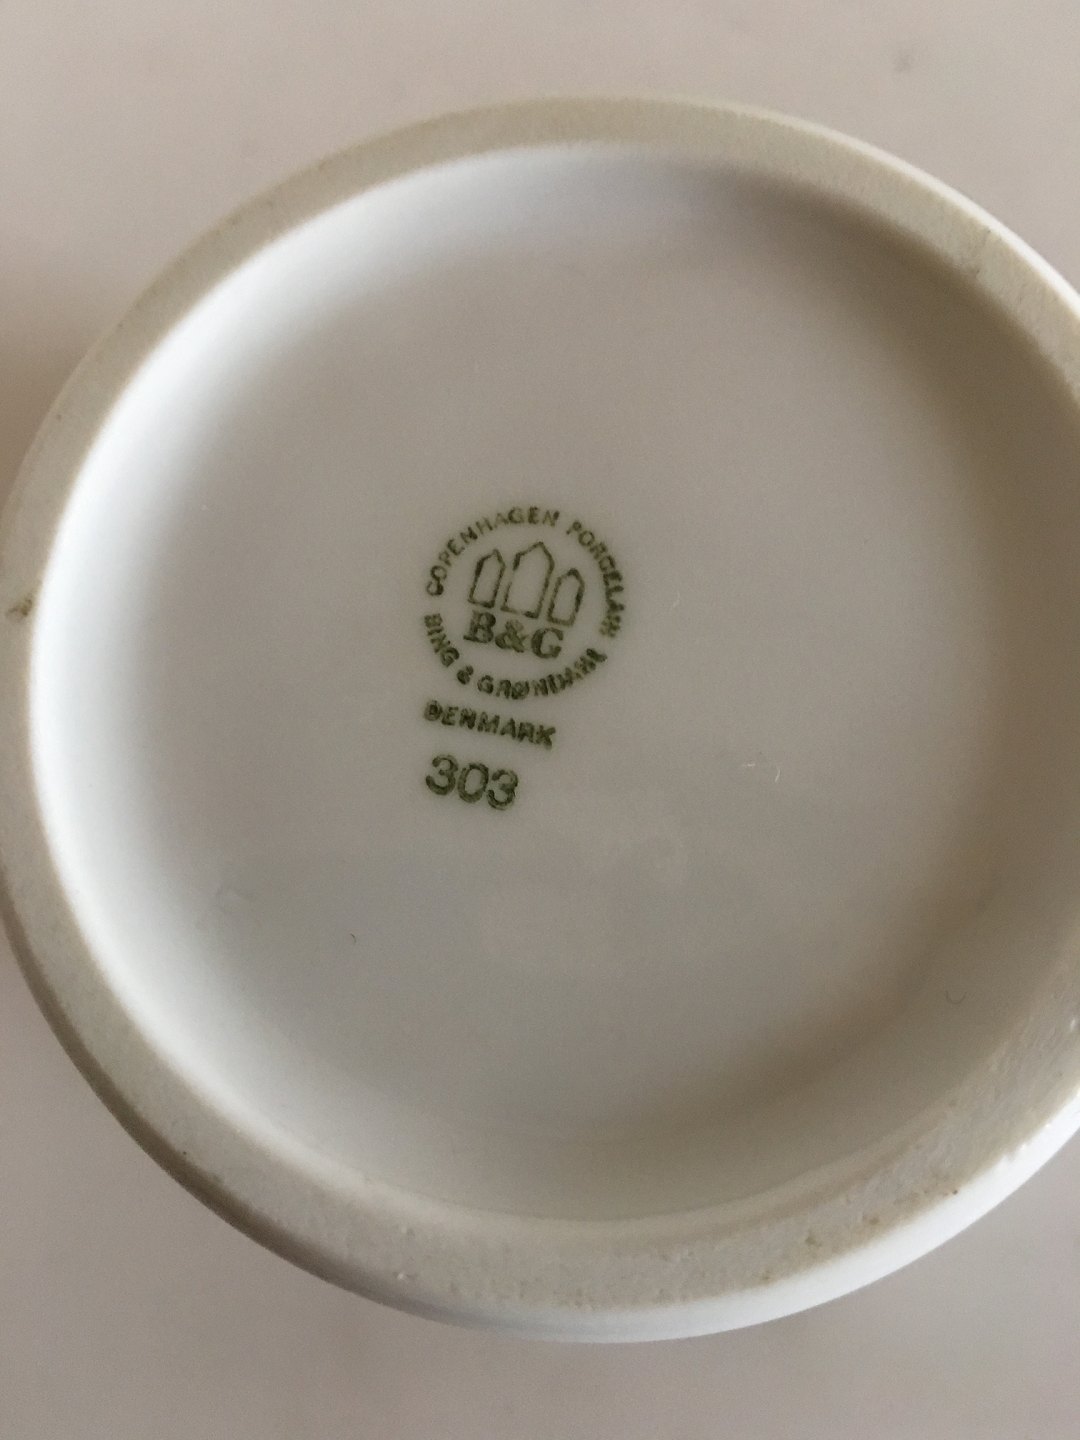 COPENHAGEN PORCELAIN
B&G
BING & GRØNDAHL
DENMARK
303